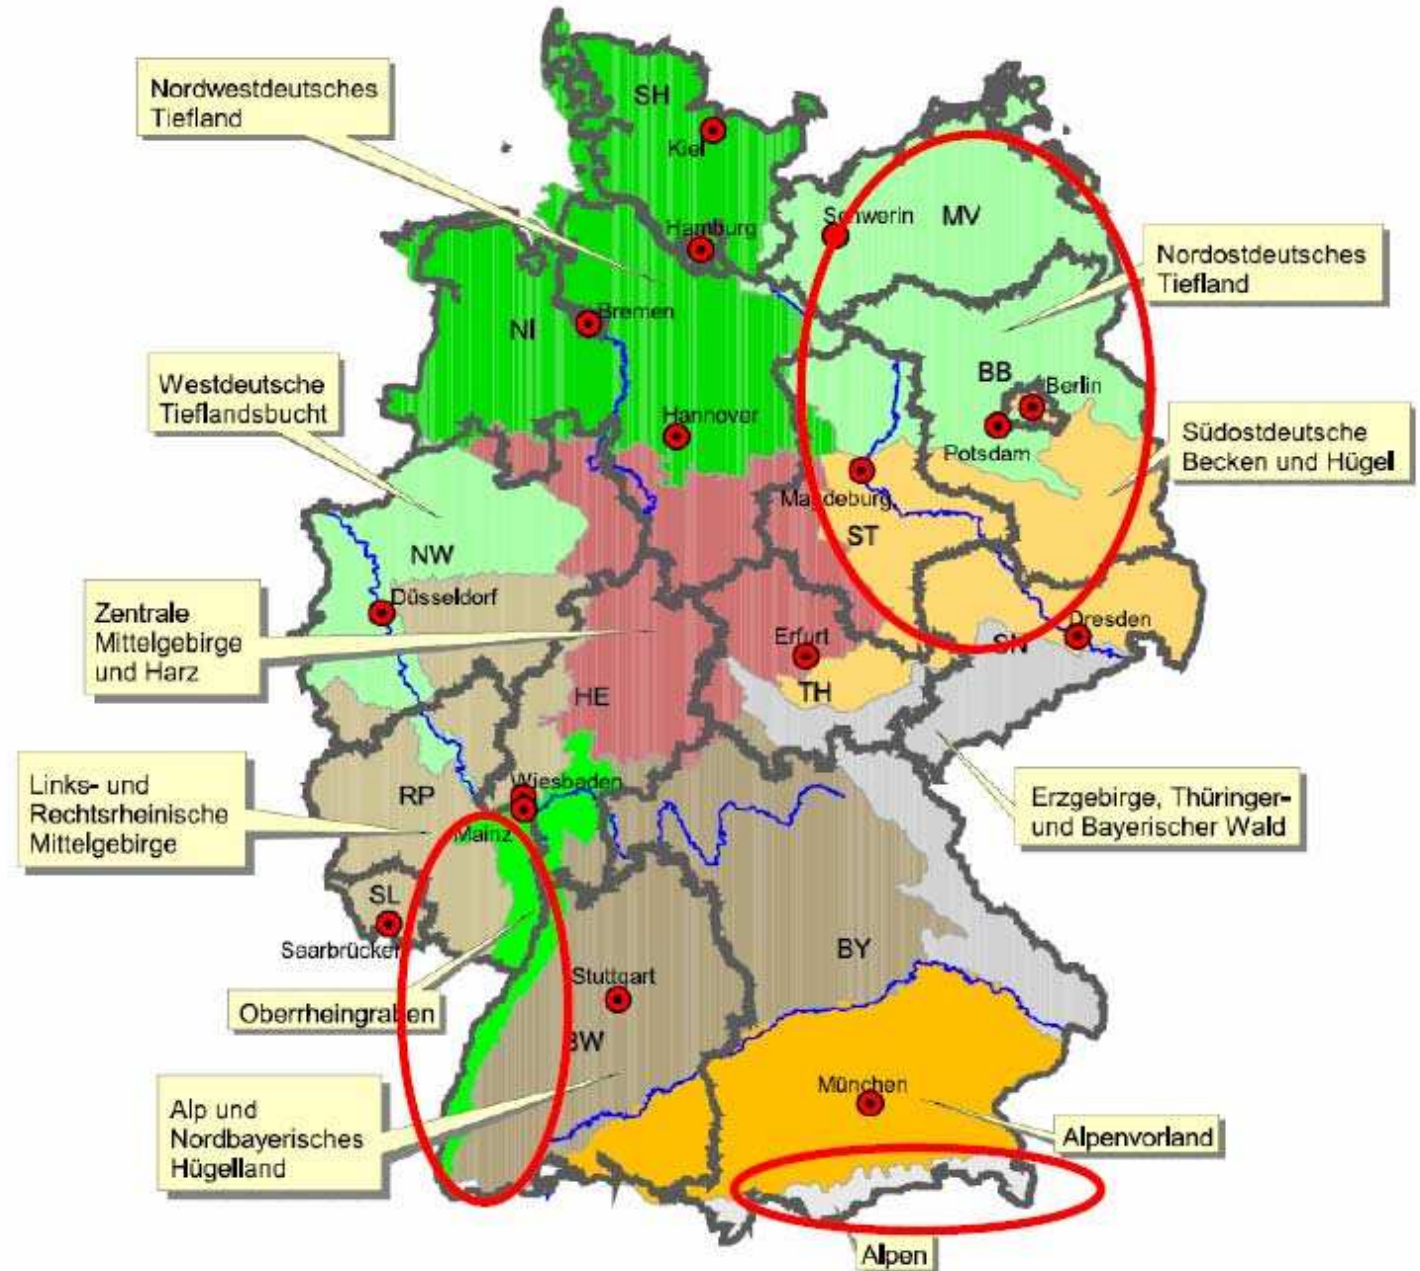 Nordwestdeutsches
Tiefland
SH
Kiel
Hamburg
Schwerin
MV
Nordostdeutsches
Tiefland
NI
Bremen
Westdeutsche
Tieflandsbucht
BB
Berlin
Hannover
Potsdam
Südostdeutsche
Becken und Hügel
Magdeburg
ST
NW
Düsseldorf
Zentrale
Mittelgebirge
und Harz
Erfurt
Dresden
SN
HE
TH
Links- und
Rechtsrheinische
Mittelgebirge
RP
Wiesbaden
Mainz
Erzgebirge, Thüringer-
und Bayerischer Wald
SL
Saarbrücken
BY
Stuttgart
Oberrheingraben
BW
München
Alp und
Nordbayerisches
Hügelland
Alpenvorland
Alpen